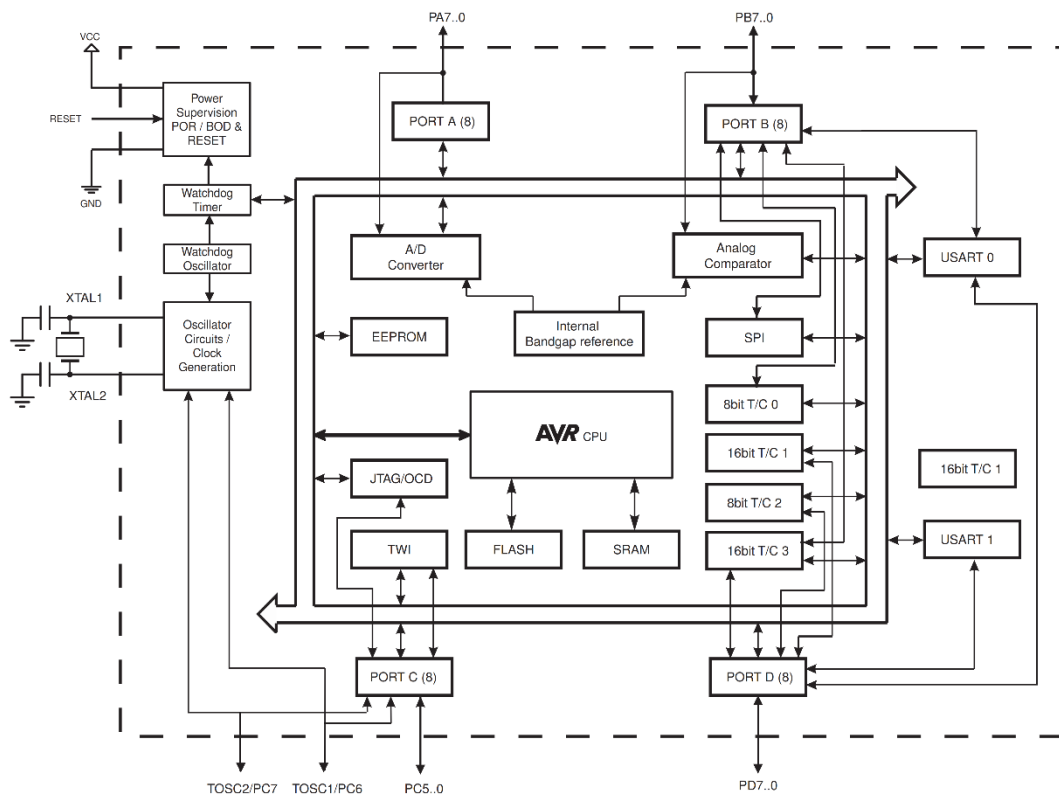 PA7..0
PB7..0
VCC
Power
Supervision
POR / BOD &
RESET
PORT A (8)
PORT B (8)
RESET
GND
Watchdog
Timer
Watchdog
Oscillator
A/D
Converter
Analog
Comparator
USART 0
XTAL1
Oscillator
Circuits /
Clock
Generation
XTAL2
EEPROM
Internal
Bandgap reference
SPI
8bit T/C 0
AVR CPU
16bit T/C 1
16bit T/C 1
JTAG/OCD
8bit T/C 2
TWI
FLASH
SRAM
16bit T/C 3
USART 1
PORT C (8)
PORT D (8)
TOSC2/PC7
TOSC1/PC6
PC5..0
PD7..0